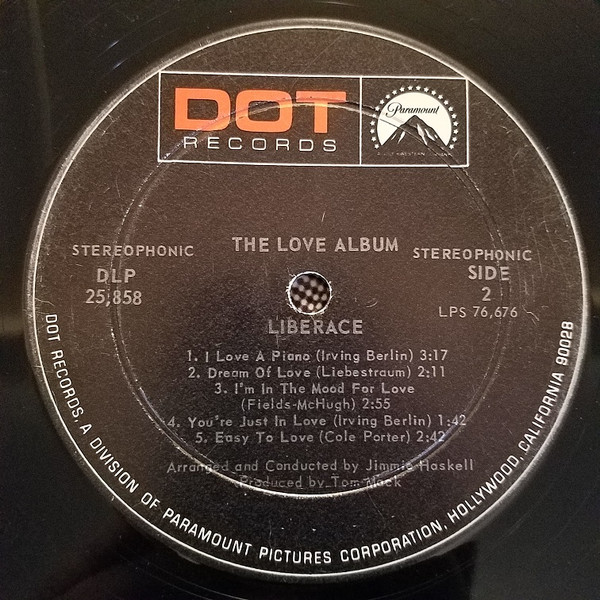 DOT
RECORDS
Paramount
STEREOPHONIC
DLP
25,858
THE LOVE ALBUM
STEREOPHONIC
SIDE
2
LPS 76,676
LIBERACE
1. I Love A Piano (Irving Berlin) 3:17
2. Dream Of Love (Liebestraum) 2:11
3. I'm In The Mood For Love
(Fields-McHugh) 2:55
4. You're Just In Love (Irving Berlin) 1:42
5. Easy To Love (Cole Porter) 2:42
Arranged and Conducted by Jimmie Haskell
Produced by Tom Mack
DOT RECORDS, A DIVISION OF PARAMOUNT PICTURES CORPORATION, HOLLYWOOD, CALIFORNIA 90028